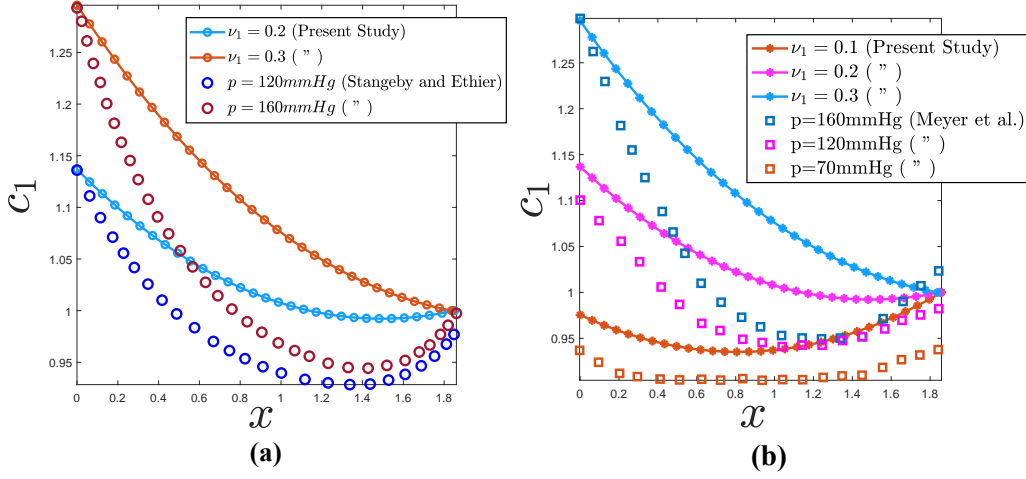 1.25
1.2
1.15
1.1
1.05
1
0.95
c1
0
0.2
0.4
0.6
0.8
1
1.2
1.4
1.6
1.8
x
ν1 = 0.2 (Present Study)
ν1 = 0.3 ( ” )
p = 120mmHg (Stangeby and Ethier)
p = 160mmHg ( ” )
(a)
1.25
1.2
1.15
1.1
1.05
1
0.95
c1
0
0.2
0.4
0.6
0.8
1
1.2
1.4
1.6
1.8
x
ν1 = 0.1 (Present Study)
ν1 = 0.2 ( ” )
ν1 = 0.3 ( ” )
p=160mmHg (Meyer et al.)
p=120mmHg ( ” )
p=70mmHg ( ” )
(b)